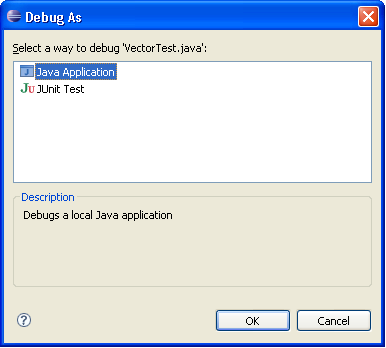 Debug As
Select a way to debug 'VectorTest.java':
Java Application
JUnit Test
Description
Debugs a local Java application
OK
Cancel